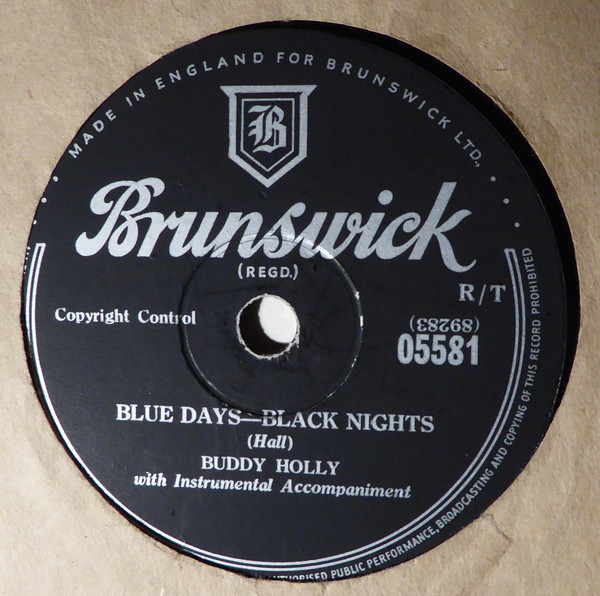 MADE IN ENGLAND FOR BRUNSWICK LTD.,
B
Brunswick
(REGD.)
R/T
Copyright Control
(89283)
05581
BLUE DAYS—BLACK NIGHTS
(Hall)
BUDDY HOLLY
with Instrumental Accompaniment
PUBLIC PERFORMANCE, BROADCASTING AND COPYING OF THIS RECORD PROHIBITED